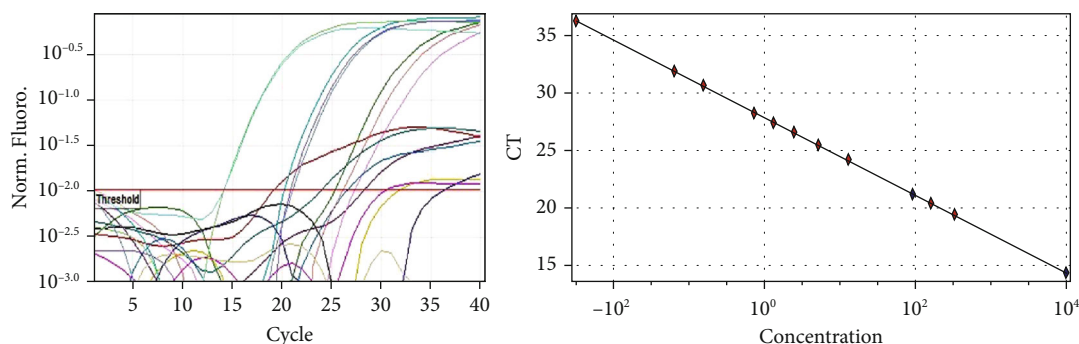 Norm. Fluoro.
10^−0.5
10^−1.0
10^−1.5
10^−2.0
10^−2.5
10^−3.0
Threshold
5 10 15 20 25 30 35 40
Cycle
CT
35
30
25
20
15
−10^2 10^0 10^2 10^4
Concentration